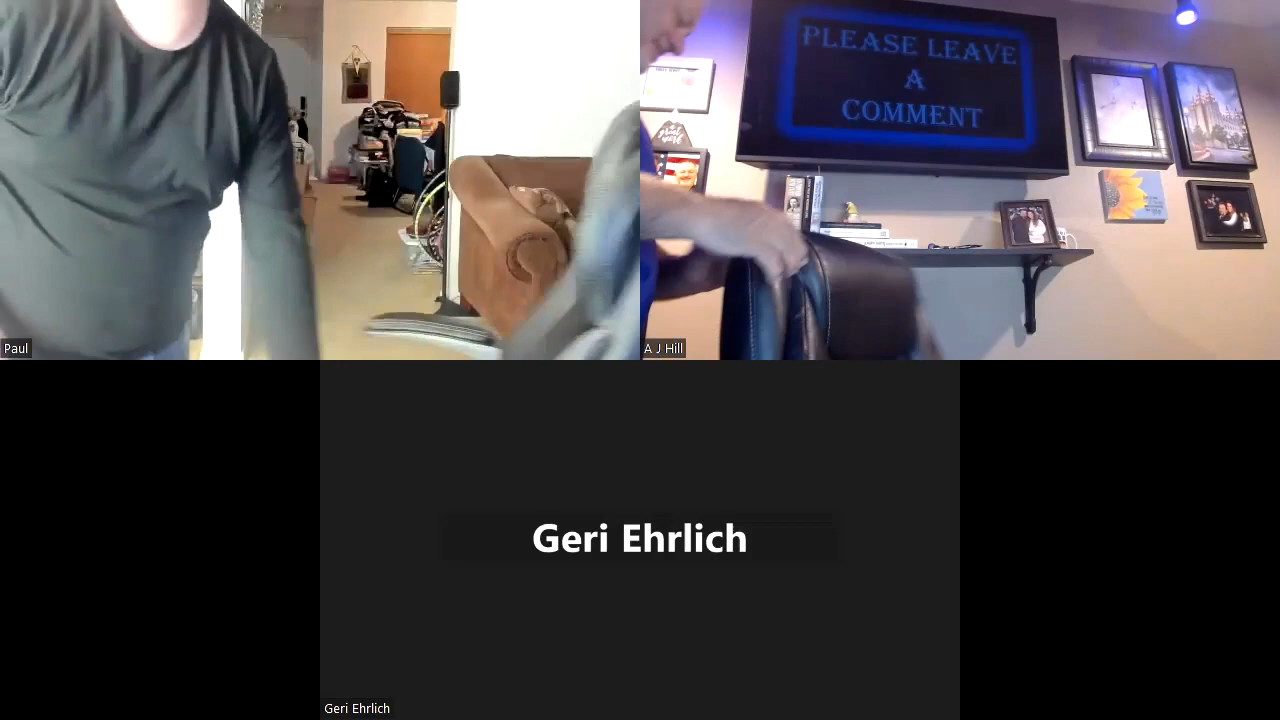 PLEASE LEAVE
A
COMMENT
Paul
A J Hill
Geri Ehrlich
Geri Ehrlich